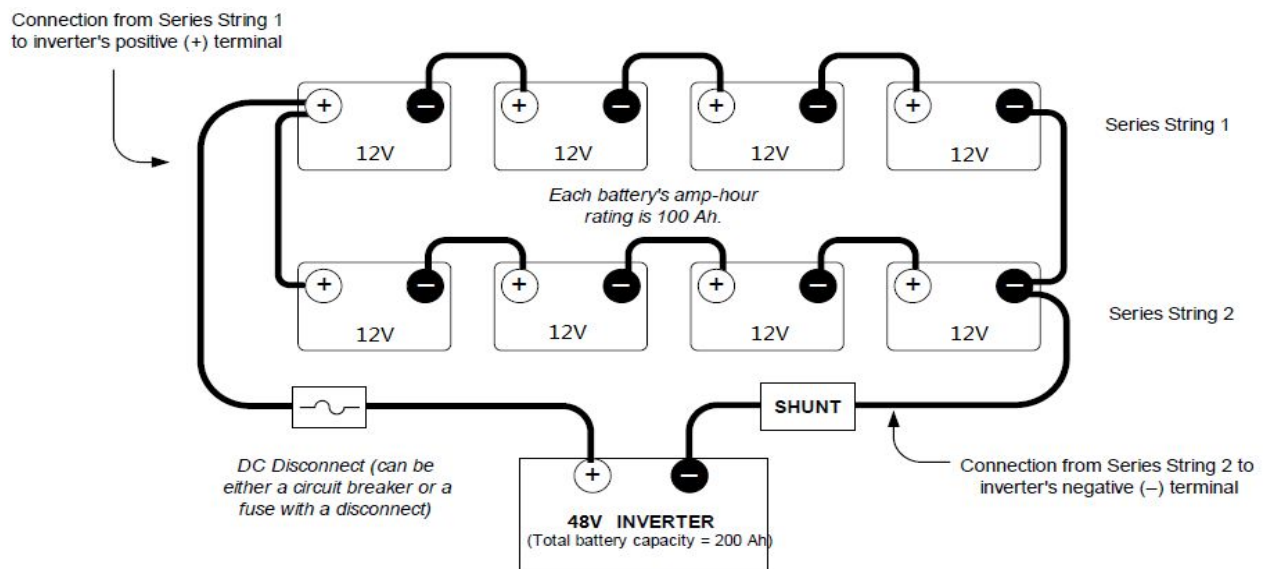 Connection from Series String 1
to inverter's positive (+) terminal
+ − + − + − + −
12V 12V 12V 12V
Series String 1
Each battery's amp-hour
rating is 100 Ah.
+ − + − + − + −
12V 12V 12V 12V
Series String 2
SHUNT
DC Disconnect (can be
either a circuit breaker or a
fuse with a disconnect)
+ −
48V INVERTER
(Total battery capacity = 200 Ah)
Connection from Series String 2 to
inverter's negative (–) terminal